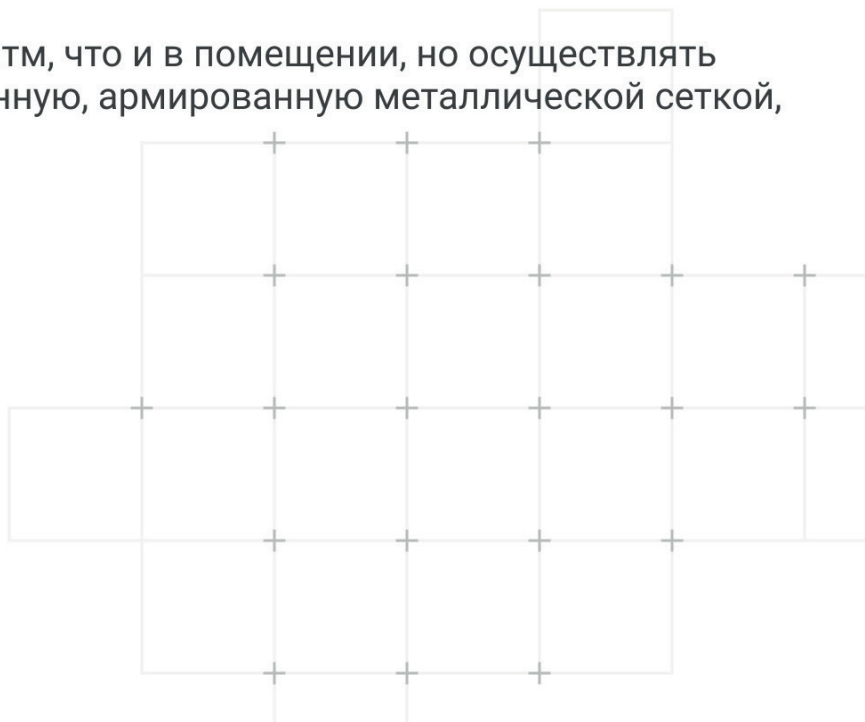 тм, что и в помещении, но осуществлять
нную, армированную металлической сеткой,